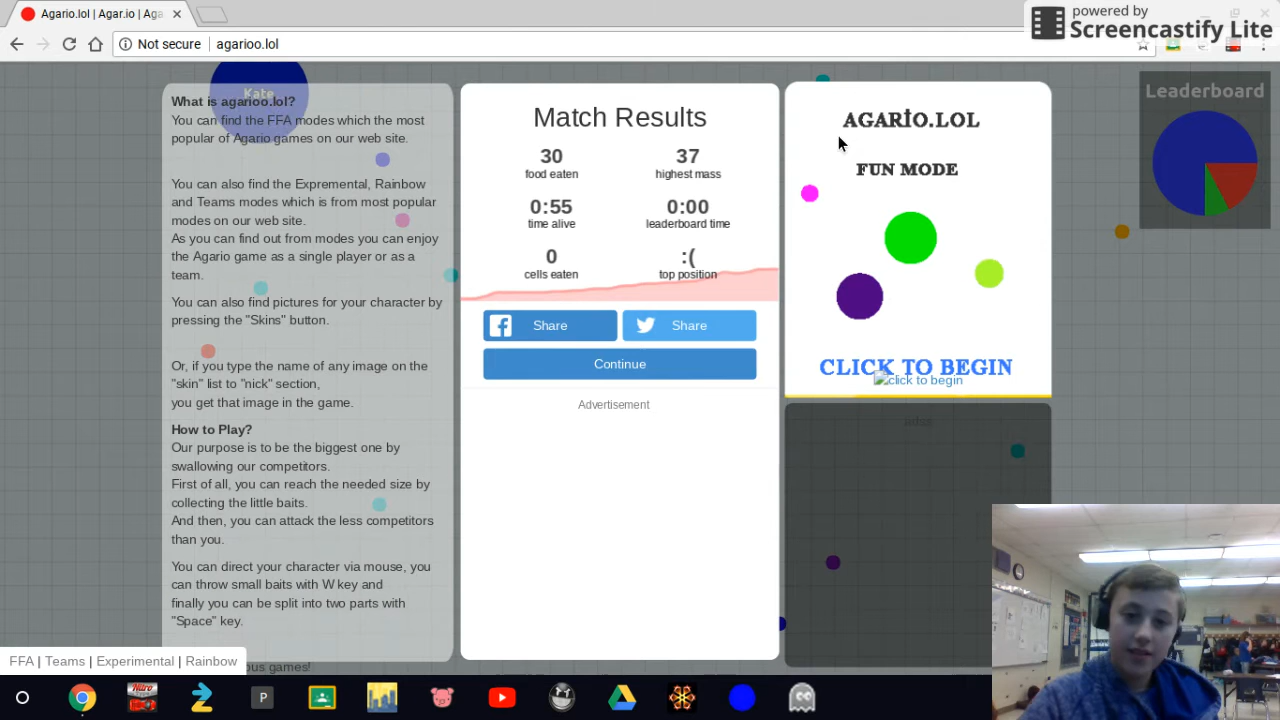 Agario.lol | Agar.io | Aga
powered by
Screencastify Lite
Not secure
agarioo.lol
Kate
What is agarioo.lol?
You can find the FFA modes which the most
popular of Agario games on our web site.
You can also find the Expremental, Rainbow
and Teams modes which is from most popular
modes on our web site.
As you can find out from modes you can enjoy
the Agario game as a single player or as a
team.
You can also find pictures for your character by
pressing the "Skins" button.
Or, if you type the name of any image on the
"skin" list to "nick" section,
you get that image in the game.
How to Play?
Our purpose is to be the biggest one by
swallowing our competitors.
First of all, you can reach the needed size by
collecting the little baits.
And then, you can attack the less competitors
than you.
You can direct your character via mouse, you
can throw small baits with W key and
finally you can be split into two parts with
"Space" key.
ous games!
FFA | Teams | Experimental | Rainbow
Match Results
30 37
food eaten highest mass
0:55 0:00
time alive leaderboard time
0 :(
cells eaten top position
Share Share
Continue
Advertisement
AGARİO.LOL
FUN MODE
CLICK TO BEGIN
click to begin
Leaderboard
Nitro
P